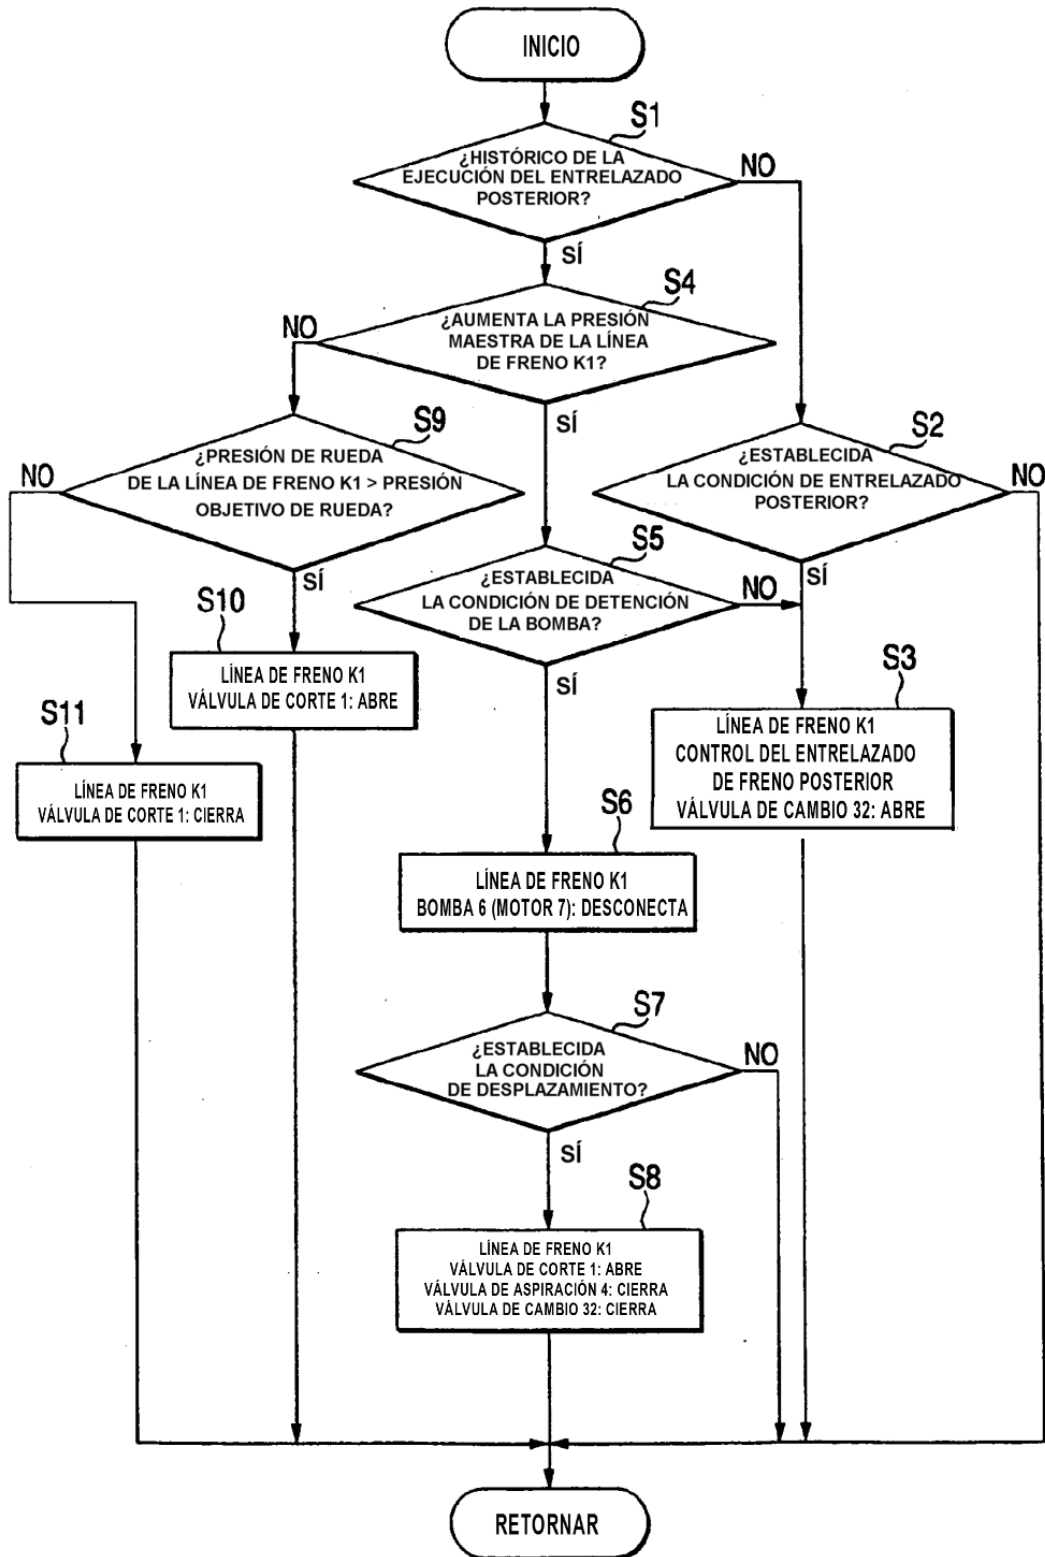 INICIO
S1
¿HISTÓRICO DE LA
EJECUCIÓN DEL ENTRELAZADO
POSTERIOR?
NO
SÍ
S4
¿AUMENTA LA PRESIÓN
MAESTRA DE LA LÍNEA
DE FRENO K1?
NO
SÍ
S9
¿PRESIÓN DE RUEDA
DE LA LÍNEA DE FRENO K1 > PRESIÓN
OBJETIVO DE RUEDA?
NO
SÍ
S2
¿ESTABLECIDA
LA CONDICIÓN DE ENTRELAZADO
POSTERIOR?
NO
SÍ
S5
¿ESTABLECIDA
LA CONDICIÓN DE DETENCIÓN
DE LA BOMBA?
NO
SÍ
S10
LÍNEA DE FRENO K1
VÁLVULA DE CORTE 1: ABRE
S3
LÍNEA DE FRENO K1
CONTROL DEL ENTRELAZADO
DE FRENO POSTERIOR
VÁLVULA DE CAMBIO 32: ABRE
S11
LÍNEA DE FRENO K1
VÁLVULA DE CORTE 1: CIERRA
S6
LÍNEA DE FRENO K1
BOMBA 6 (MOTOR 7): DESCONECTA
S7
¿ESTABLECIDA
LA CONDICIÓN
DE DESPLAZAMIENTO?
NO
SÍ
S8
LÍNEA DE FRENO K1
VÁLVULA DE CORTE 1: ABRE
VÁLVULA DE ASPIRACIÓN 4: CIERRA
VÁLVULA DE CAMBIO 32: CIERRA
RETORNAR